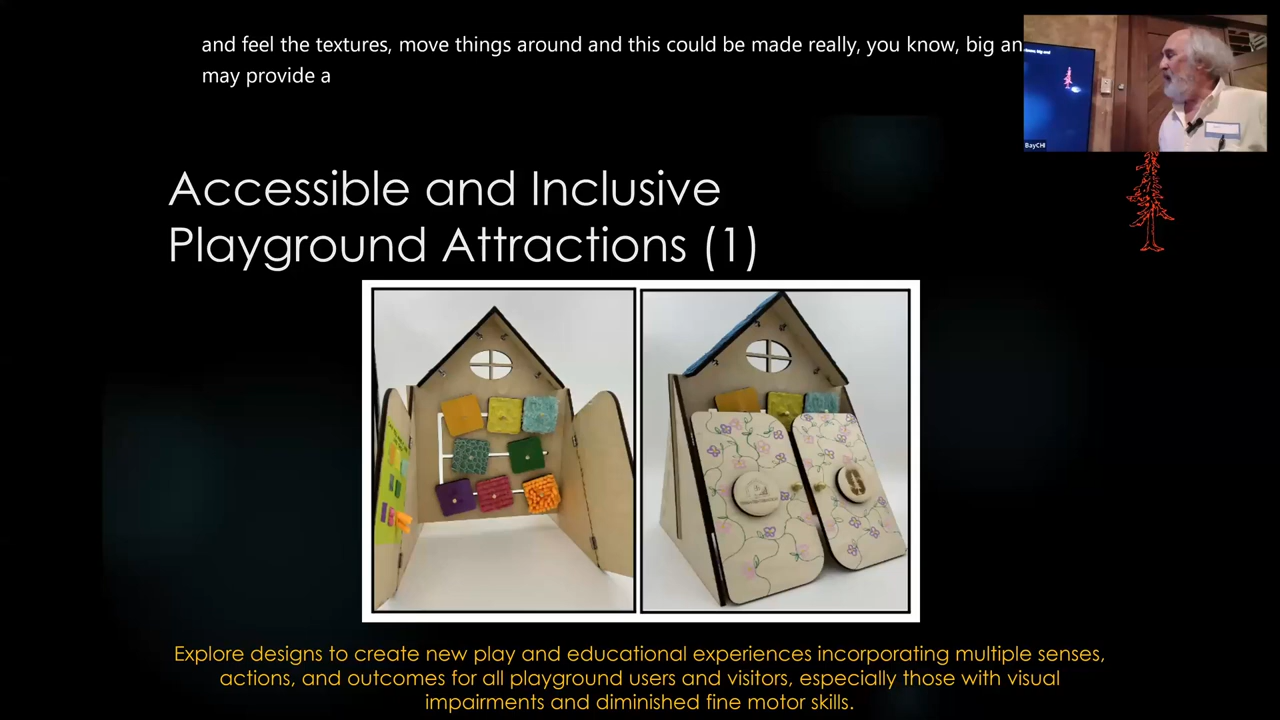 and feel the textures, move things around and this could be made really, you know, big an
may provide a
BayCHI
Accessible and Inclusive
Playground Attractions (1)
Explore designs to create new play and educational experiences incorporating multiple senses,
actions, and outcomes for all playground users and visitors, especially those with visual
impairments and diminished fine motor skills.